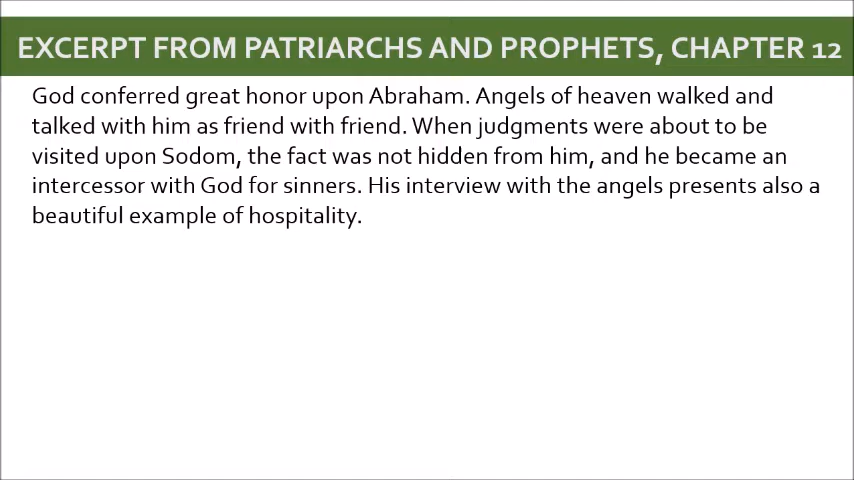 EXCERPT FROM PATRIARCHS AND PROPHETS, CHAPTER 12
God conferred great honor upon Abraham. Angels of heaven walked and
talked with him as friend with friend. When judgments were about to be
visited upon Sodom, the fact was not hidden from him, and he became an
intercessor with God for sinners. His interview with the angels presents also a
beautiful example of hospitality.